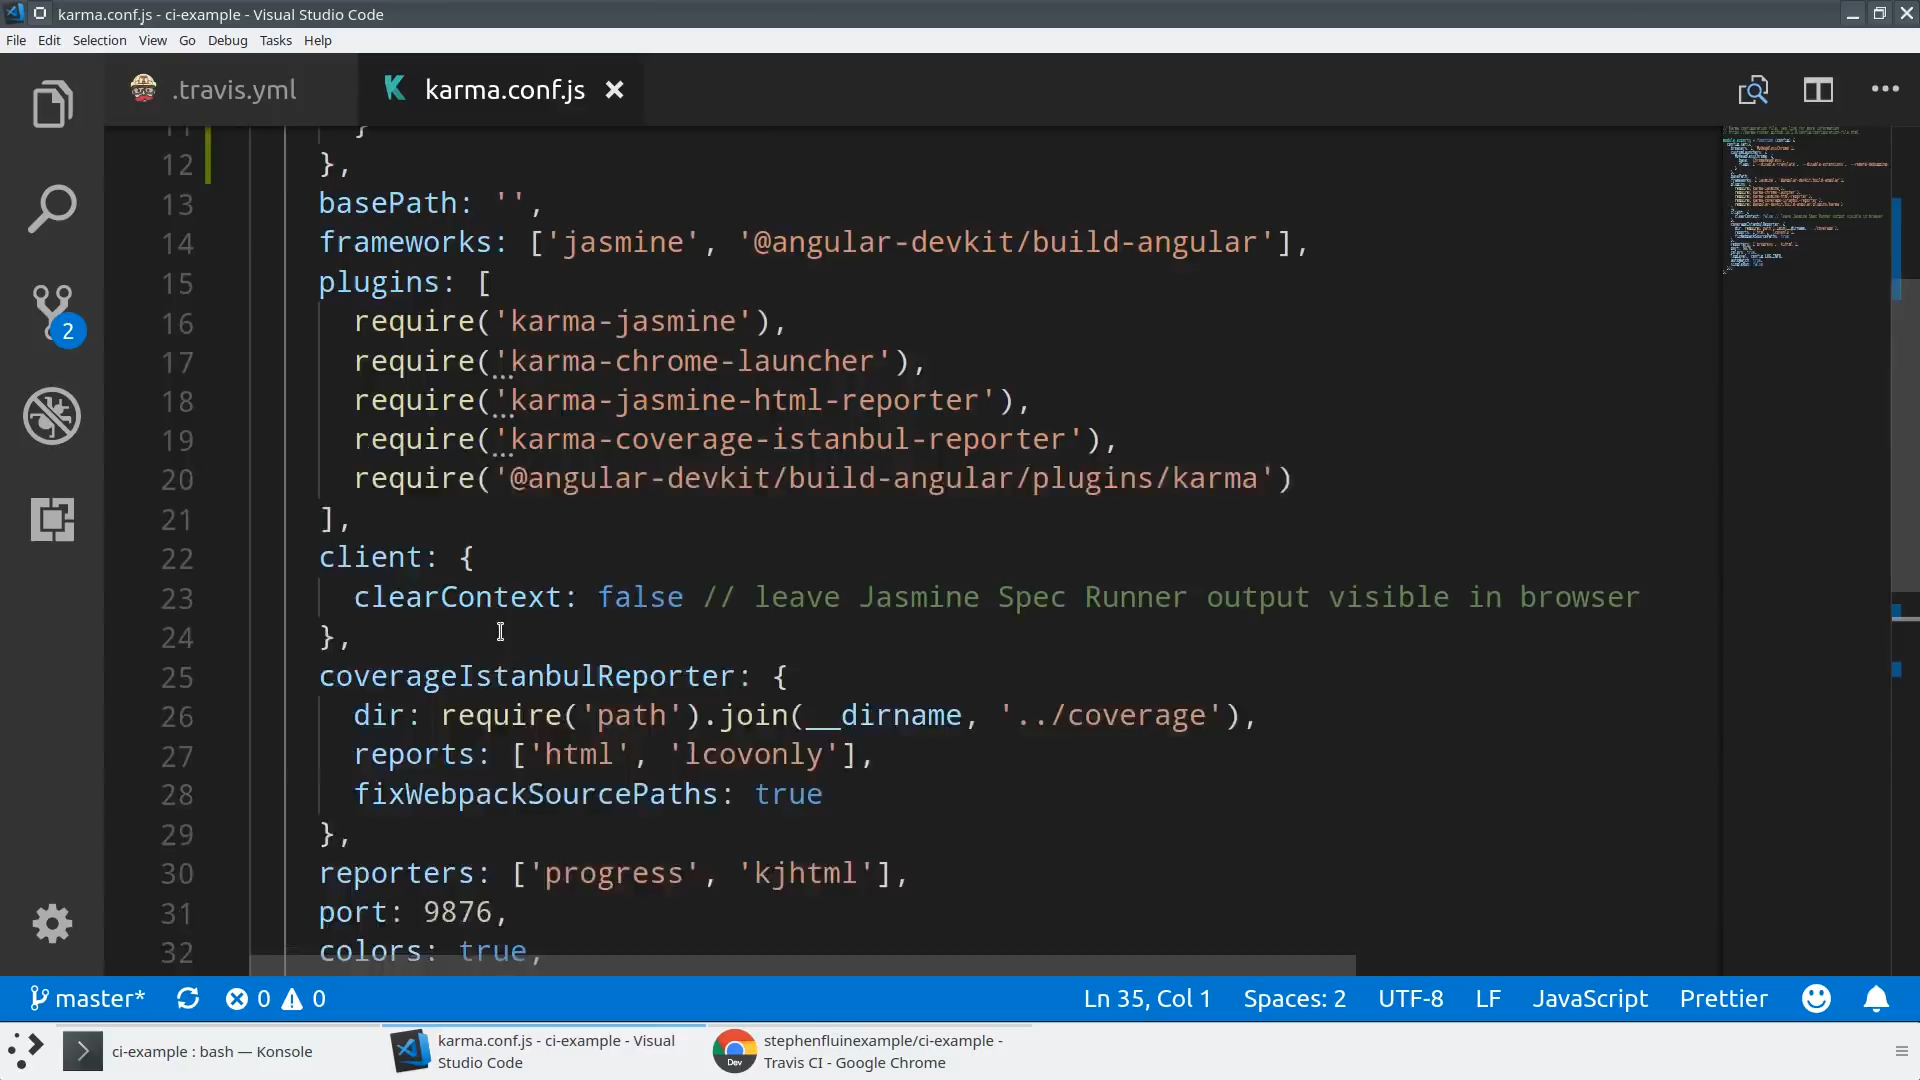 karma.conf.js - ci-example - Visual Studio Code
File Edit Selection View Go Debug Tasks Help
.travis.yml karma.conf.js
11 }
12 },
13 basePath: '',
14 frameworks: ['jasmine', '@angular-devkit/build-angular'],
15 plugins: [
16 require('karma-jasmine'),
17 require('karma-chrome-launcher'),
18 require('karma-jasmine-html-reporter'),
19 require('karma-coverage-istanbul-reporter'),
20 require('@angular-devkit/build-angular/plugins/karma')
21 ],
22 client: {
23 clearContext: false // leave Jasmine Spec Runner output visible in browser
24 },
25 coverageIstanbulReporter: {
26 dir: require('path').join(__dirname, '../coverage'),
27 reports: ['html', 'lcovonly'],
28 fixWebpackSourcePaths: true
29 },
30 reporters: ['progress', 'kjhtml'],
31 port: 9876,
32 colors: true,
2
master* 0 0 Ln 35, Col 1 Spaces: 2 UTF-8 LF JavaScript Prettier
ci-example : bash — Konsole
karma.conf.js - ci-example - Visual
Studio Code
Dev
stephenfluinexample/ci-example -
Travis CI - Google Chrome